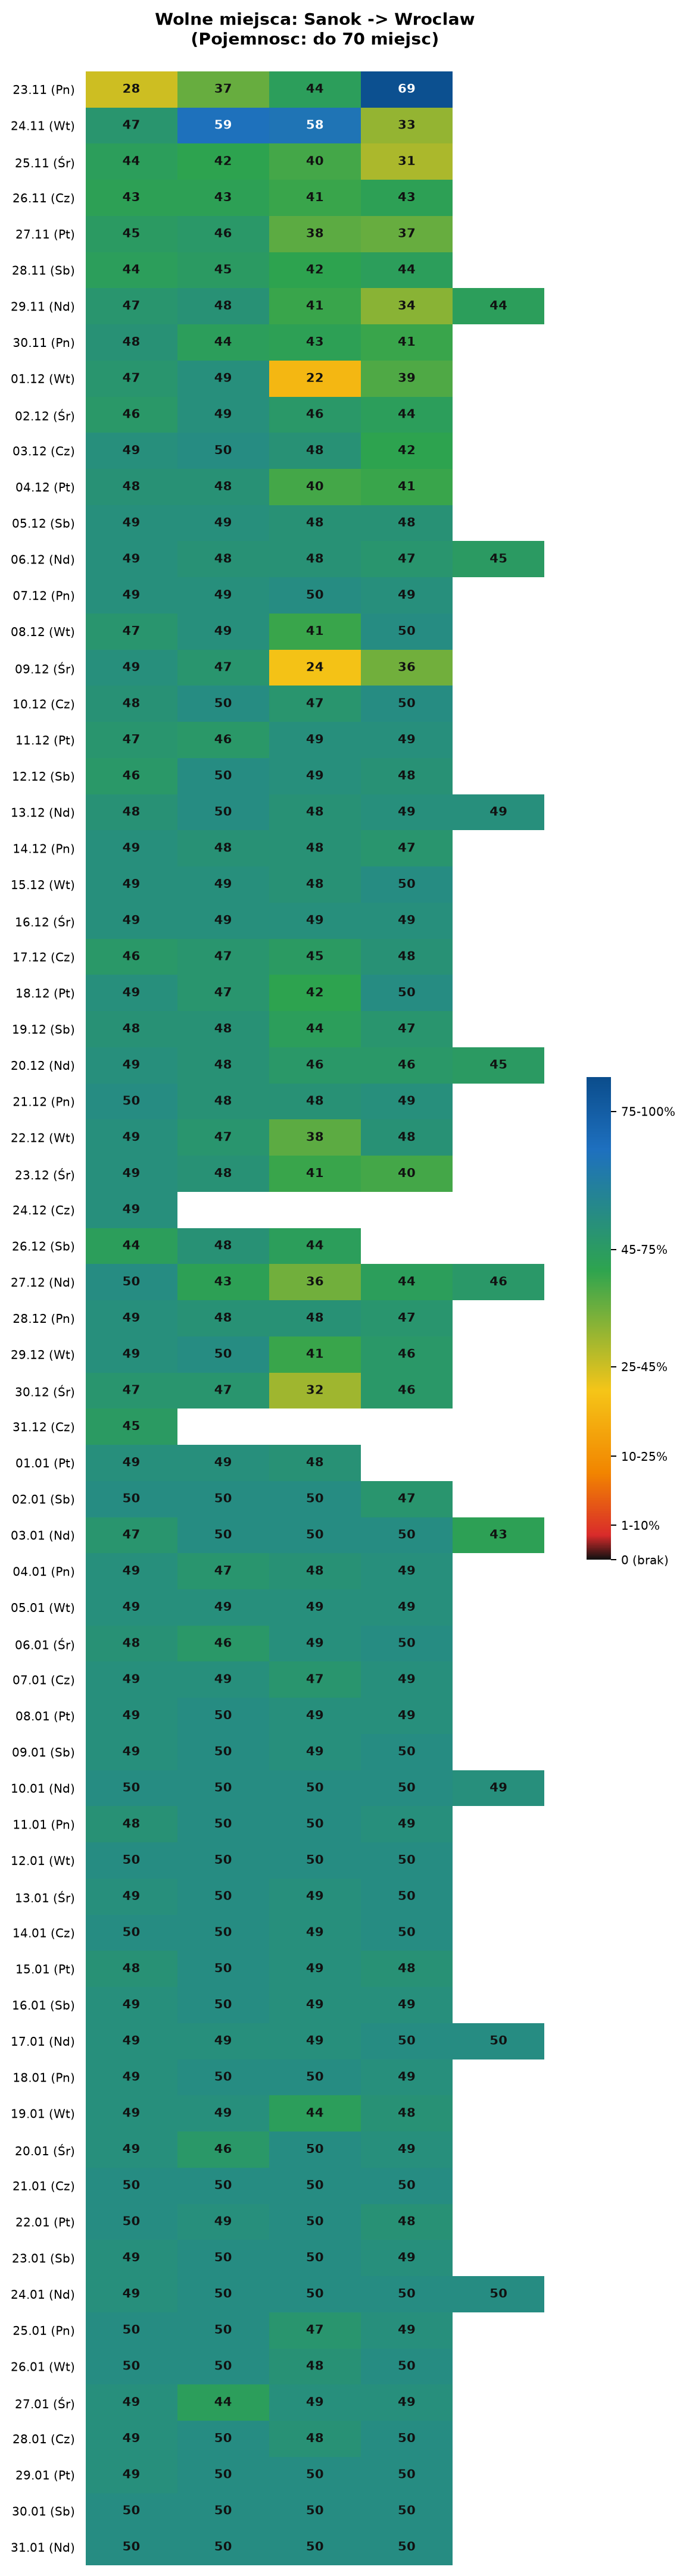 Wolne miejsca: Sanok -> Wroclaw
(Pojemnosc: do 70 miejsc)
23.11 (Pn) 28 37 44 69
24.11 (Wt) 47 59 58 33
25.11 (Śr) 44 42 40 31
26.11 (Cz) 43 43 41 43
27.11 (Pt) 45 46 38 37
28.11 (Sb) 44 45 42 44
29.11 (Nd) 47 48 41 34 44
30.11 (Pn) 48 44 43 41
01.12 (Wt) 47 49 22 39
02.12 (Śr) 46 49 46 44
03.12 (Cz) 49 50 48 42
04.12 (Pt) 48 48 40 41
05.12 (Sb) 49 49 48 48
06.12 (Nd) 49 48 48 47 45
07.12 (Pn) 49 49 50 49
08.12 (Wt) 47 49 41 50
09.12 (Śr) 49 47 24 36
10.12 (Cz) 48 50 47 50
11.12 (Pt) 47 46 49 49
12.12 (Sb) 46 50 49 48
13.12 (Nd) 48 50 48 49 49
14.12 (Pn) 49 48 48 47
15.12 (Wt) 49 49 48 50
16.12 (Śr) 49 49 49 49
17.12 (Cz) 46 47 45 48
18.12 (Pt) 49 47 42 50
19.12 (Sb) 48 48 44 47
20.12 (Nd) 49 48 46 46 45
21.12 (Pn) 50 48 48 49
22.12 (Wt) 49 47 38 48
23.12 (Śr) 49 48 41 40
24.12 (Cz) 49
26.12 (Sb) 44 48 44
27.12 (Nd) 50 43 36 44 46
28.12 (Pn) 49 48 48 47
29.12 (Wt) 49 50 41 46
30.12 (Śr) 47 47 32 46
31.12 (Cz) 45
01.01 (Pt) 49 49 48
02.01 (Sb) 50 50 50 47
03.01 (Nd) 47 50 50 50 43
04.01 (Pn) 49 47 48 49
05.01 (Wt) 49 49 49 49
06.01 (Śr) 48 46 49 50
07.01 (Cz) 49 49 47 49
08.01 (Pt) 49 50 49 49
09.01 (Sb) 49 50 49 50
10.01 (Nd) 50 50 50 50 49
11.01 (Pn) 48 50 50 49
12.01 (Wt) 50 50 50 50
13.01 (Śr) 49 50 49 50
14.01 (Cz) 50 50 49 50
15.01 (Pt) 48 50 49 48
16.01 (Sb) 49 50 49 49
17.01 (Nd) 49 49 49 50 50
18.01 (Pn) 49 50 50 49
19.01 (Wt) 49 49 44 48
20.01 (Śr) 49 46 50 49
21.01 (Cz) 50 50 50 50
22.01 (Pt) 50 49 50 48
23.01 (Sb) 49 50 50 49
24.01 (Nd) 49 50 50 50 50
25.01 (Pn) 50 50 47 49
26.01 (Wt) 50 50 48 50
27.01 (Śr) 49 44 49 49
28.01 (Cz) 49 50 48 50
29.01 (Pt) 49 50 50 50
30.01 (Sb) 50 50 50 50
31.01 (Nd) 50 50 50 50
75-100%
45-75%
25-45%
10-25%
1-10%
0 (brak)